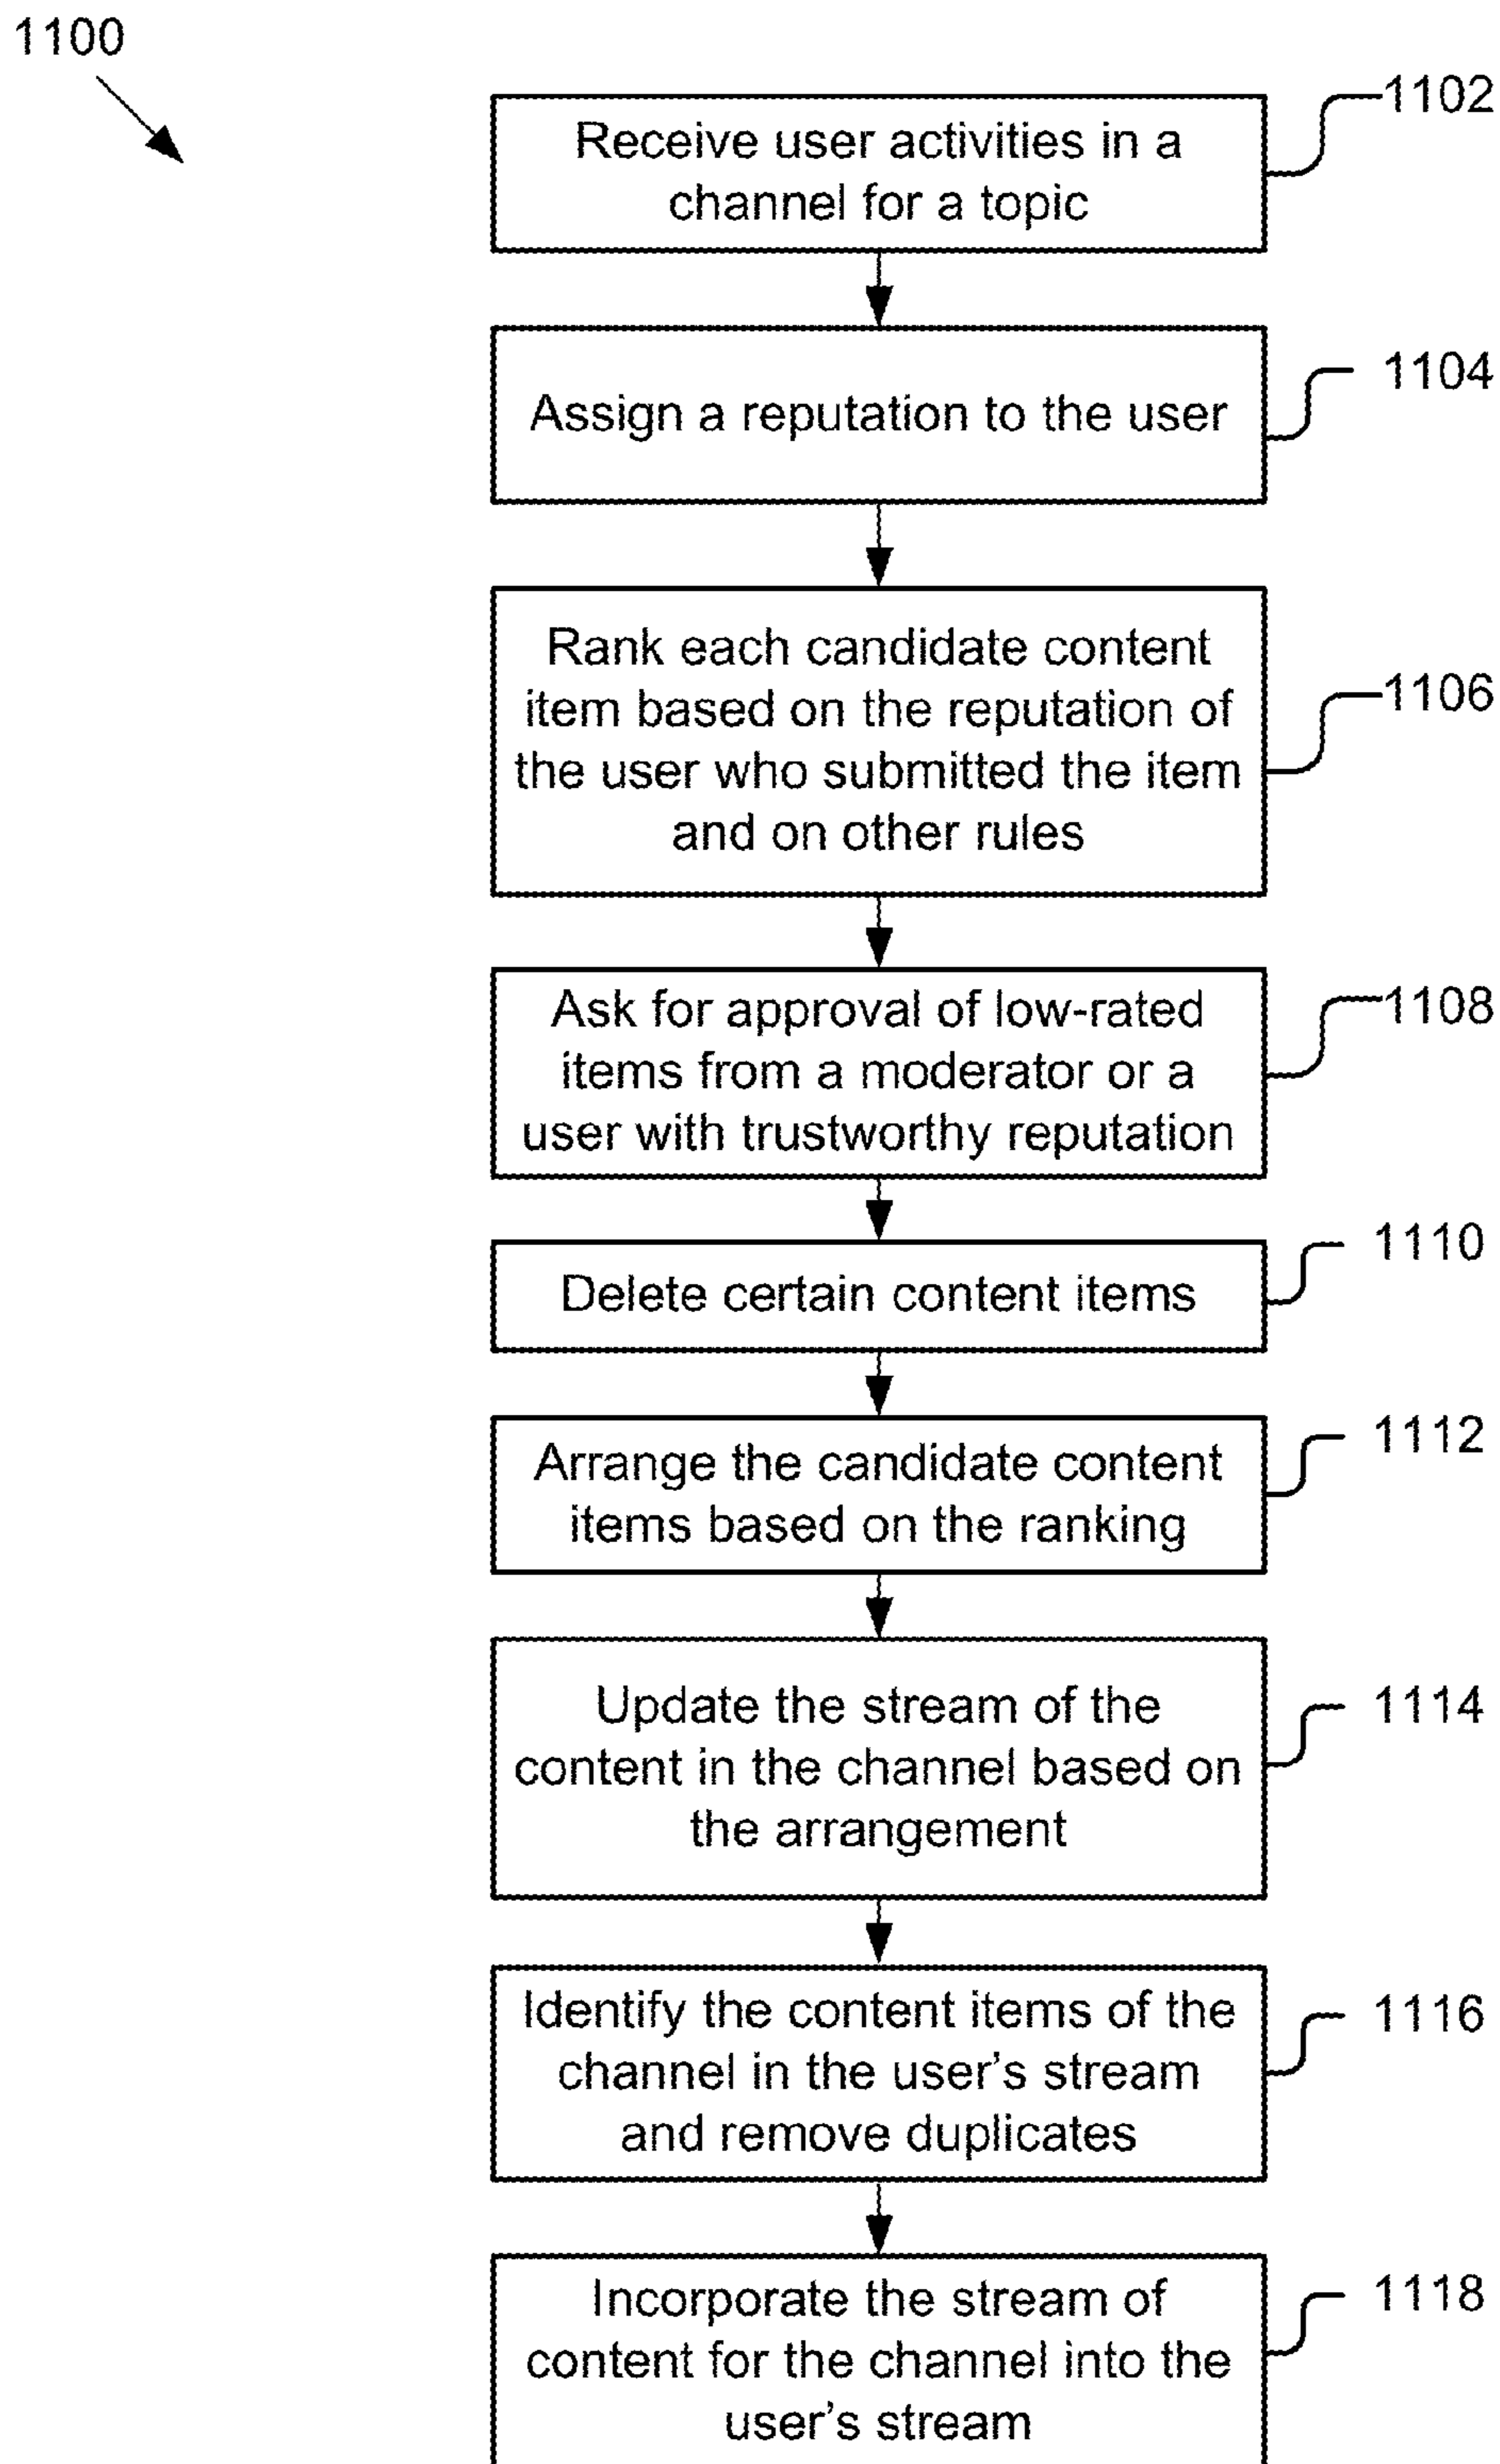 1100
Receive user activities in a
channel for a topic
1102
Assign a reputation to the user
1104
Rank each candidate content
item based on the reputation of
the user who submitted the item
and on other rules
1106
Ask for approval of low-rated
items from a moderator or a
user with trustworthy reputation
1108
Delete certain content items
1110
Arrange the candidate content
items based on the ranking
1112
Update the stream of the
content in the channel based on
the arrangement
1114
Identify the content items of the
channel in the user's stream
and remove duplicates
1116
Incorporate the stream of
content for the channel into the
user's stream
1118